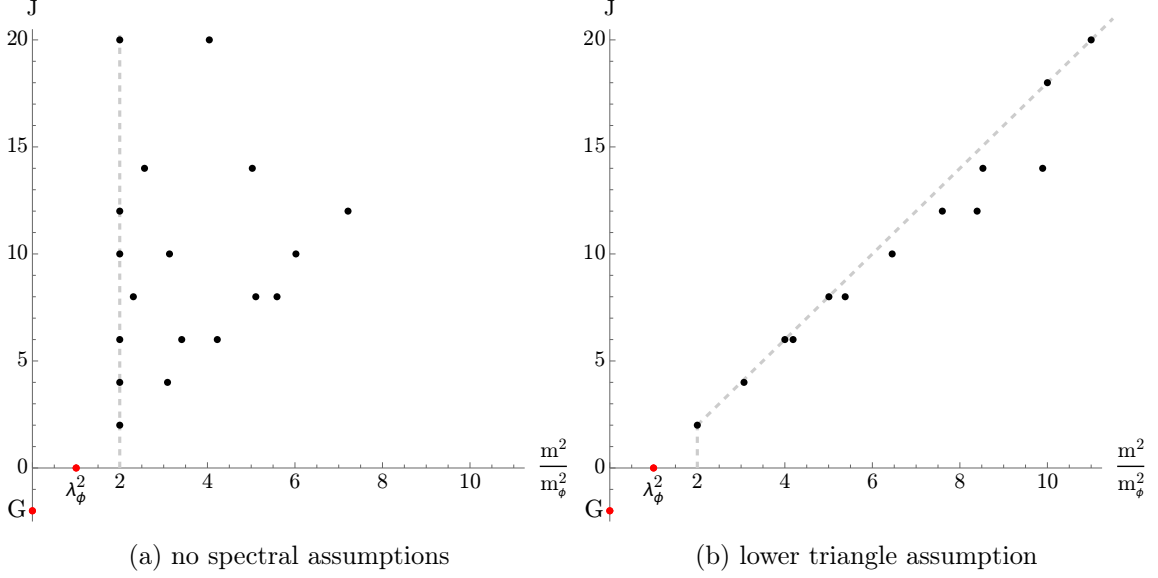 J
20
15
10
5
0
G
λ²_ϕ
2
4
6
8
10
m²
m²_ϕ
(a) no spectral assumptions
J
20
15
10
5
0
G
λ²_ϕ
2
4
6
8
10
m²
m²_ϕ
(b) lower triangle assumption